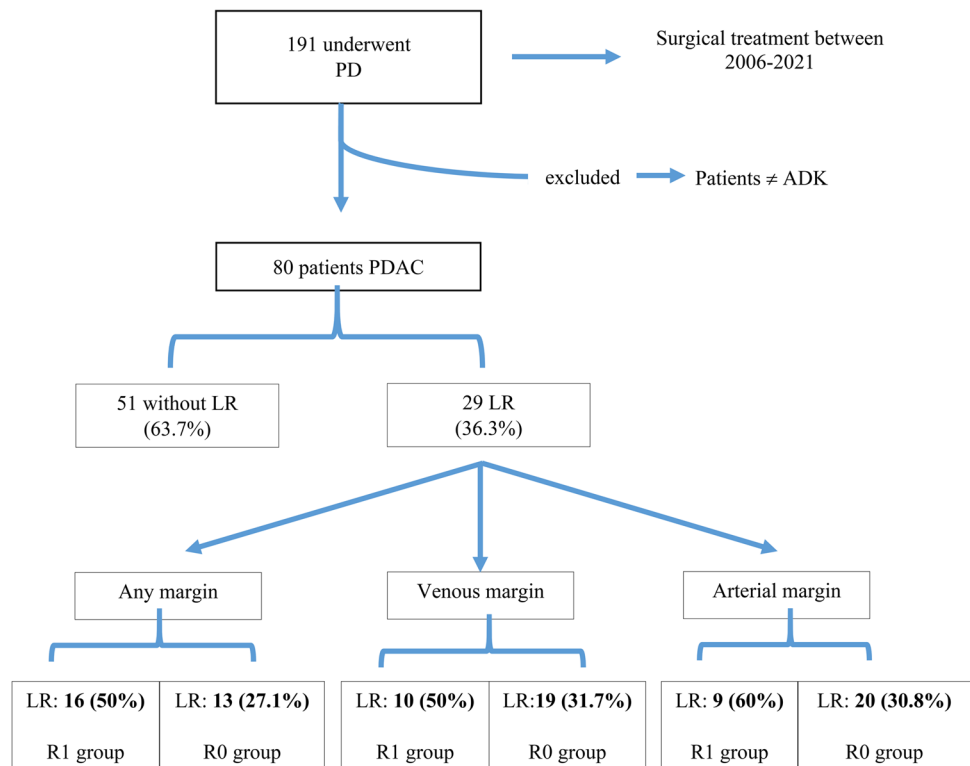 191 underwent
PD
Surgical treatment between
2006-2021
excluded
Patients ≠ ADK
80 patients PDAC
51 without LR
(63.7%)
29 LR
(36.3%)
Any margin
Venous margin
Arterial margin
LR: 16 (50%)
R1 group
LR: 13 (27.1%)
R0 group
LR: 10 (50%)
R1 group
LR:19 (31.7%)
R0 group
LR: 9 (60%)
R1 group
LR: 20 (30.8%)
R0 group